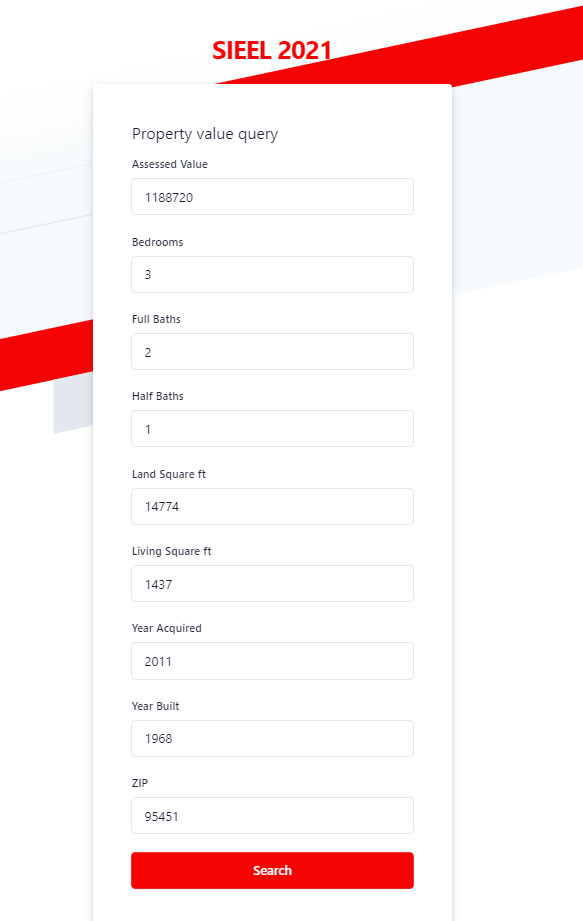 SIEEL 2021
Property value query
Assessed Value
1188720
Bedrooms
3
Full Baths
2
Half Baths
1
Land Square ft
14774
Living Square ft
1437
Year Acquired
2011
Year Built
1968
ZIP
95451
Search